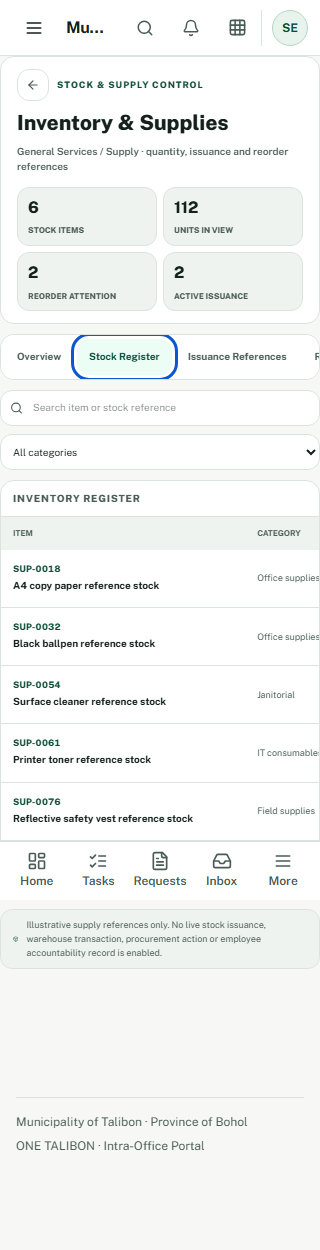 Mu...
SE
STOCK & SUPPLY CONTROL
Inventory & Supplies
General Services / Supply · quantity, issuance and reorder
references
6
STOCK ITEMS
112
UNITS IN VIEW
2
REORDER ATTENTION
2
ACTIVE ISSUANCE
Overview
Stock Register
Issuance References
R
Search item or stock reference
All categories
INVENTORY REGISTER
ITEM
CATEGORY
SUP-0018
A4 copy paper reference stock
Office supplies
SUP-0032
Black ballpen reference stock
Office supplies
SUP-0054
Surface cleaner reference stock
Janitorial
SUP-0061
Printer toner reference stock
IT consumable
SUP-0076
Reflective safety vest reference stock
Field supplies
Home
Tasks
Requests
Inbox
More
Illustrative supply references only. No live stock issuance,
warehouse transaction, procurement action or employee
accountability record is enabled.
Municipality of Talibon · Province of Bohol
ONE TALIBON · Intra-Office Portal